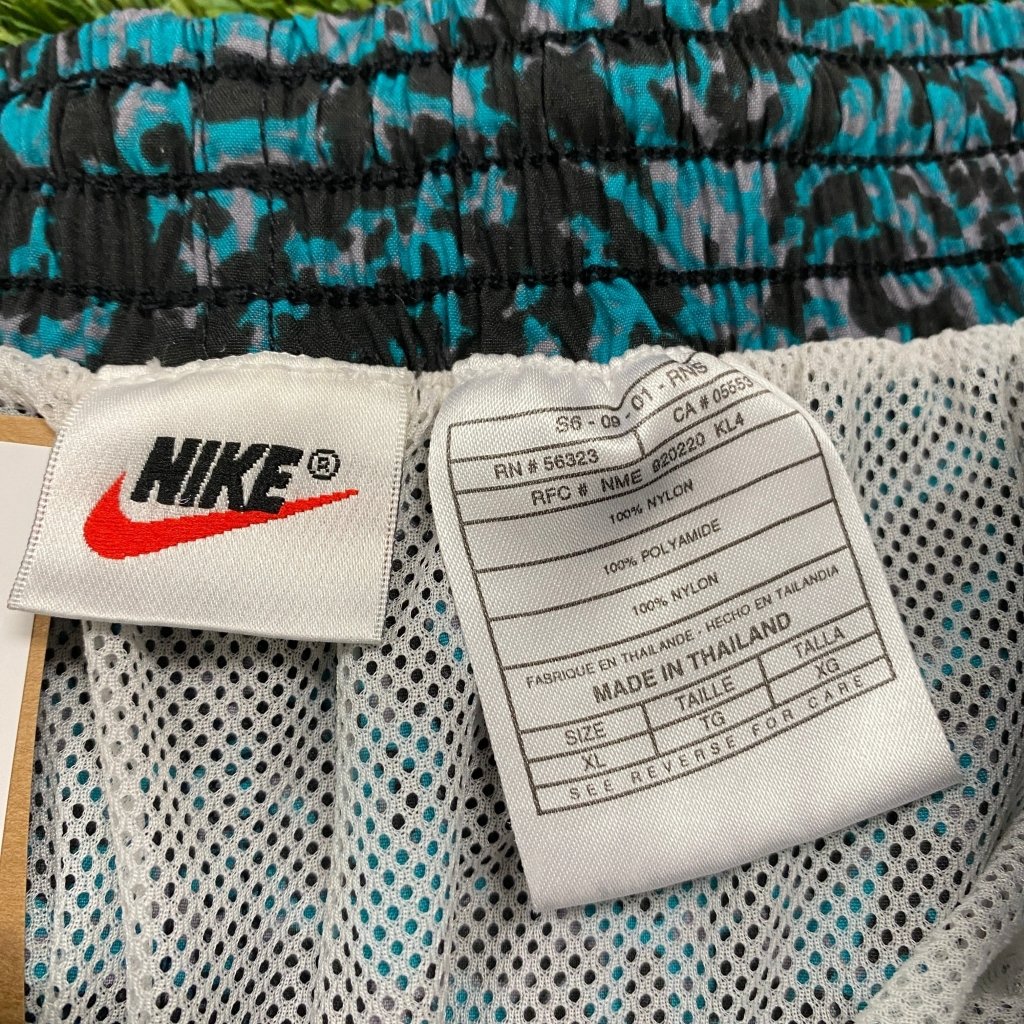 NIKE®
S6-09-01-RNS
RN # 56323 CA # 05553
RFC # NME 920220 KL4
100% NYLON
100% POLYAMIDE
100% NYLON
FABRIQUE EN THAILANDE - HECHO EN TAILANDIA
MADE IN THAILAND
SIZE TAILLE TALLA
XL TG XG
SEE REVERSE FOR CARE